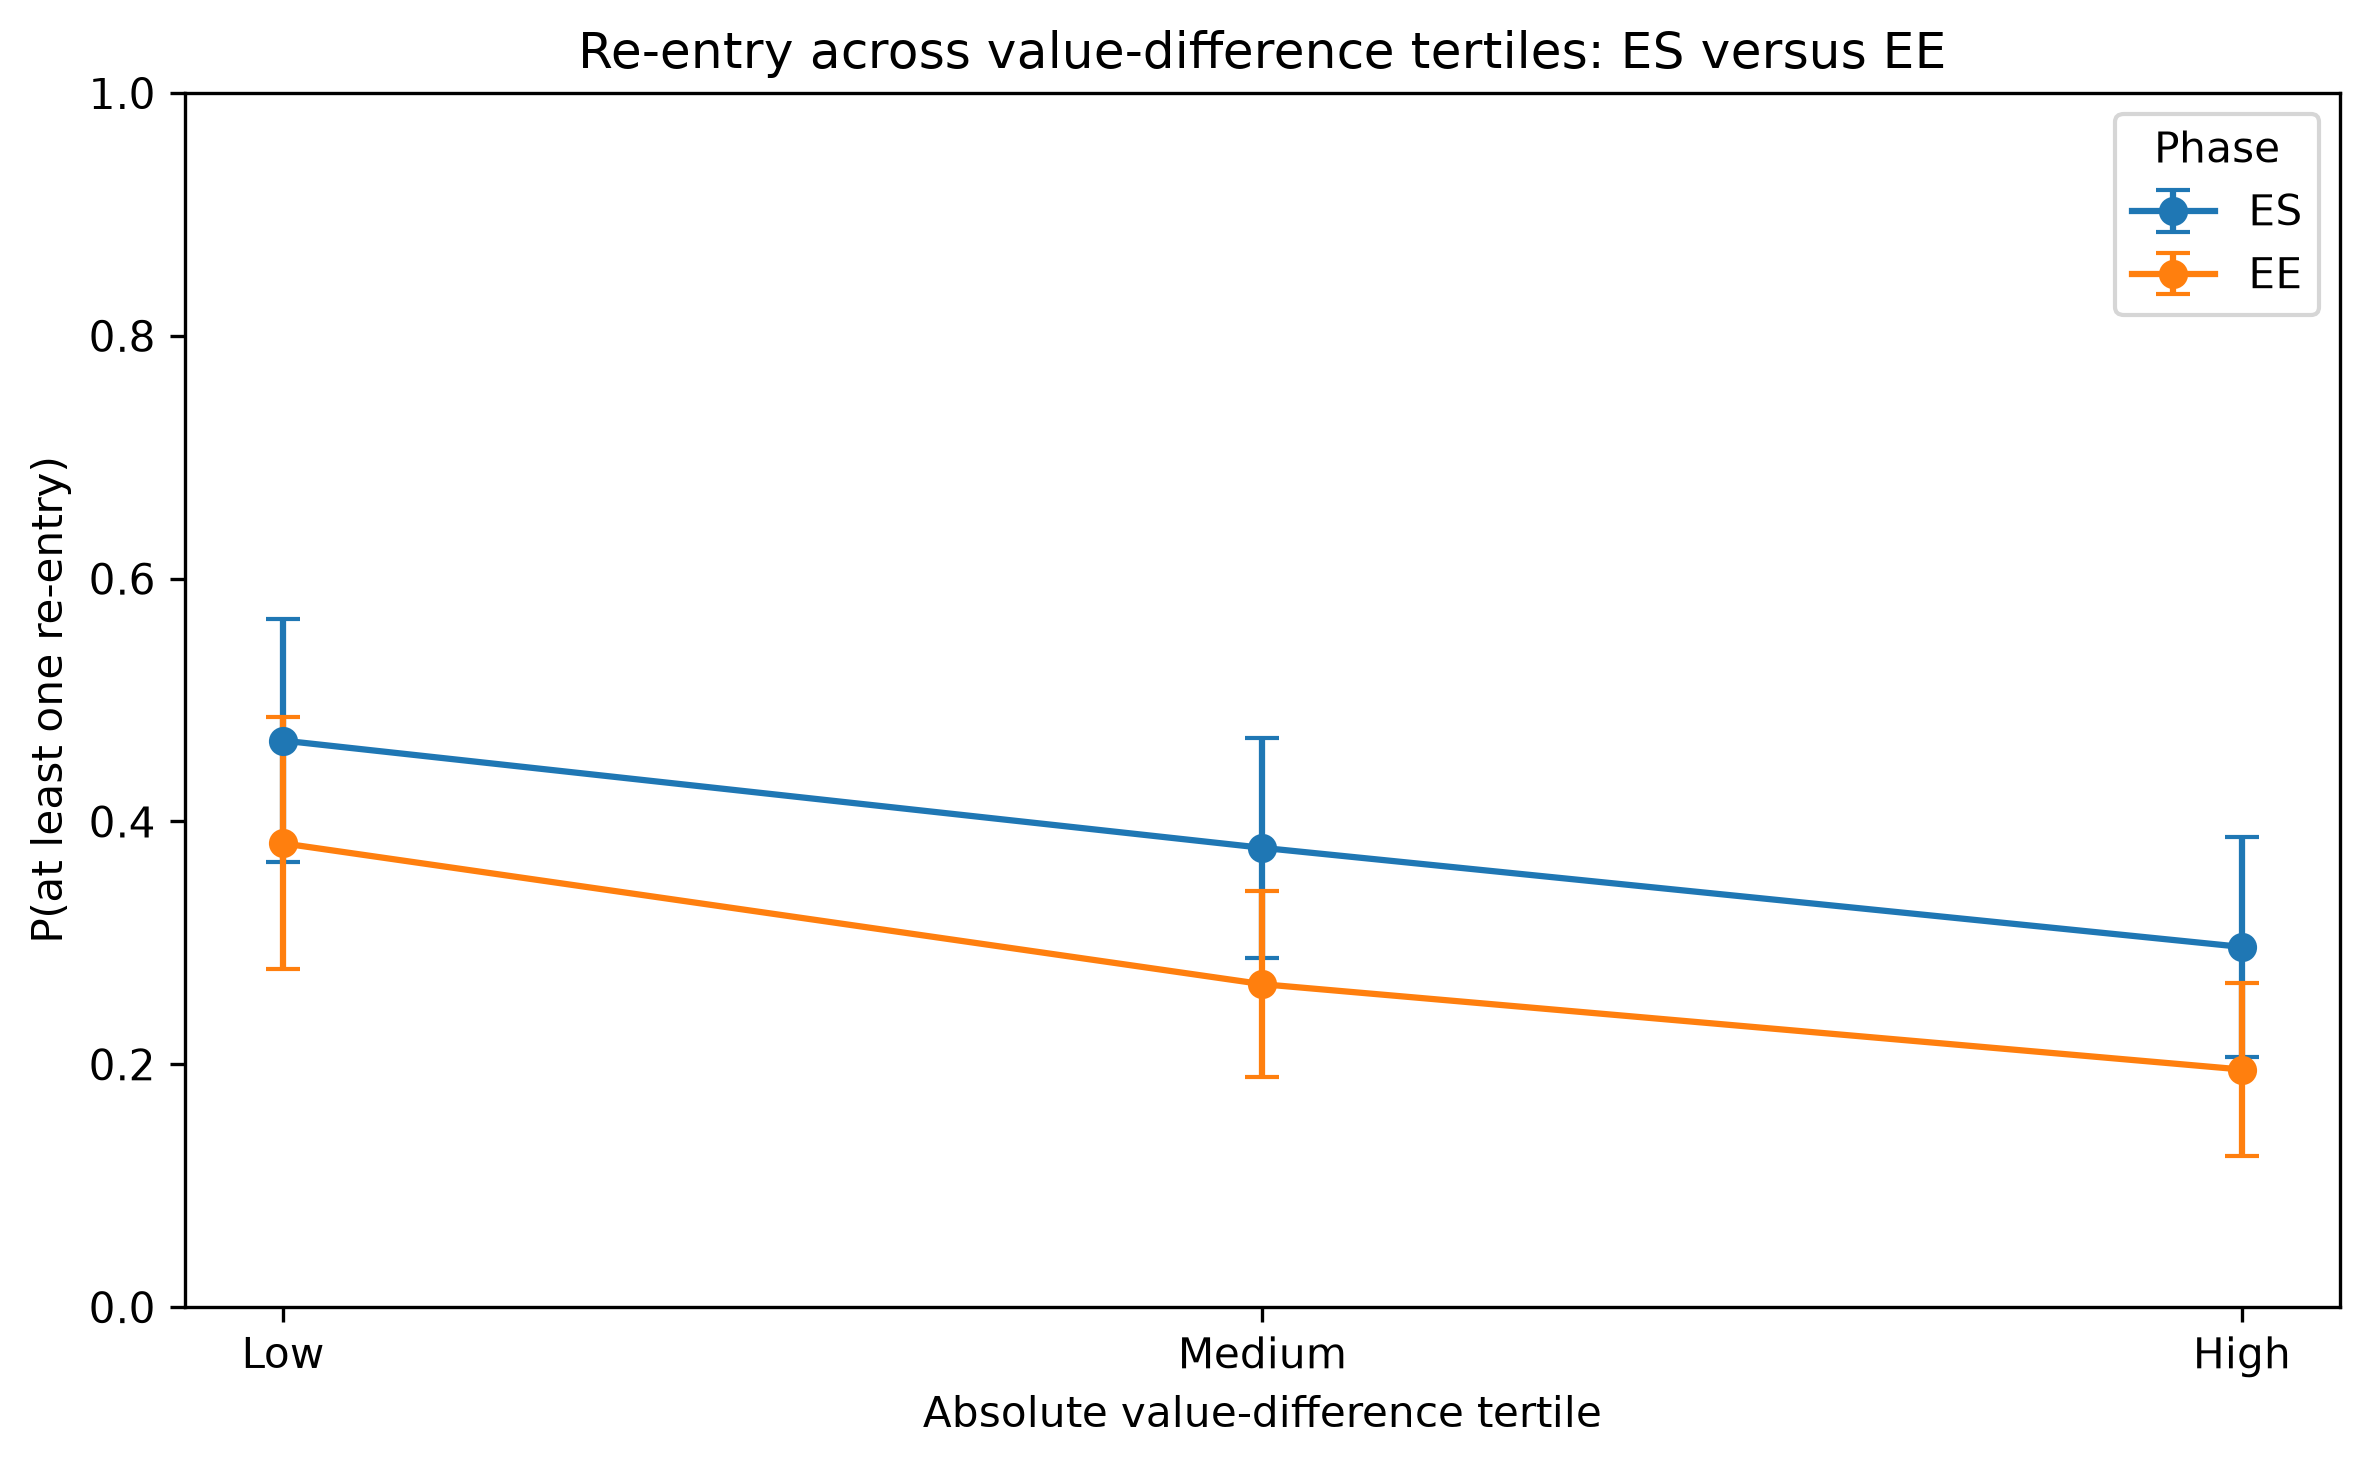 Re-entry across value-difference tertiles: ES versus EE
Phase
ES
EE
P(at least one re-entry)
1.0
0.8
0.6
0.4
0.2
0.0
Low
Medium
High
Absolute value-difference tertile